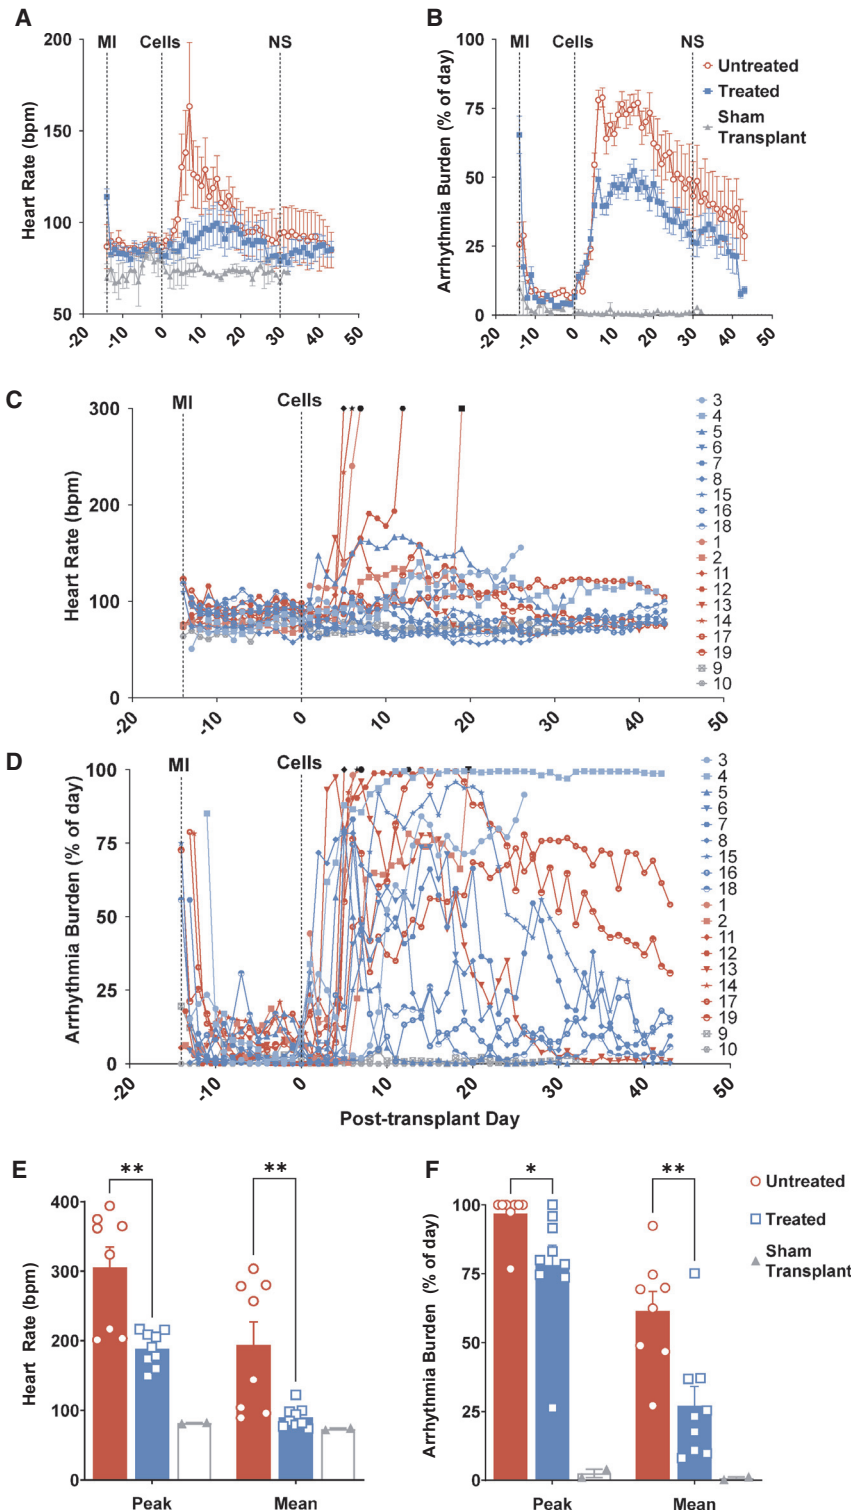 A
B
MI
Cells
NS
200
150
100
50
Heart Rate (bpm)
-20
-10
0
10
20
30
40
50
MI
Cells
NS
100
75
50
25
0
Arrhythmia Burden (% of day)
-20
-10
0
10
20
30
40
50
Untreated
Treated
Sham
Transplant
C
MI
Cells
300
200
100
0
Heart Rate (bpm)
-20
-10
0
10
20
30
40
50
3
4
5
6
7
8
15
16
18
1
2
11
12
13
14
17
19
9
10
D
MI
Cells
100
75
50
25
0
Arrhythmia Burden (% of day)
-20
-10
0
10
20
30
40
50
Post-transplant Day
3
4
5
6
7
8
15
16
18
1
2
11
12
13
14
17
19
9
10
E
**
**
400
300
200
100
0
Heart Rate (bpm)
Peak
Mean
F
*
**
100
75
50
25
0
Arrhythmia Burden (% of day)
Peak
Mean
Untreated
Treated
Sham
Transplant